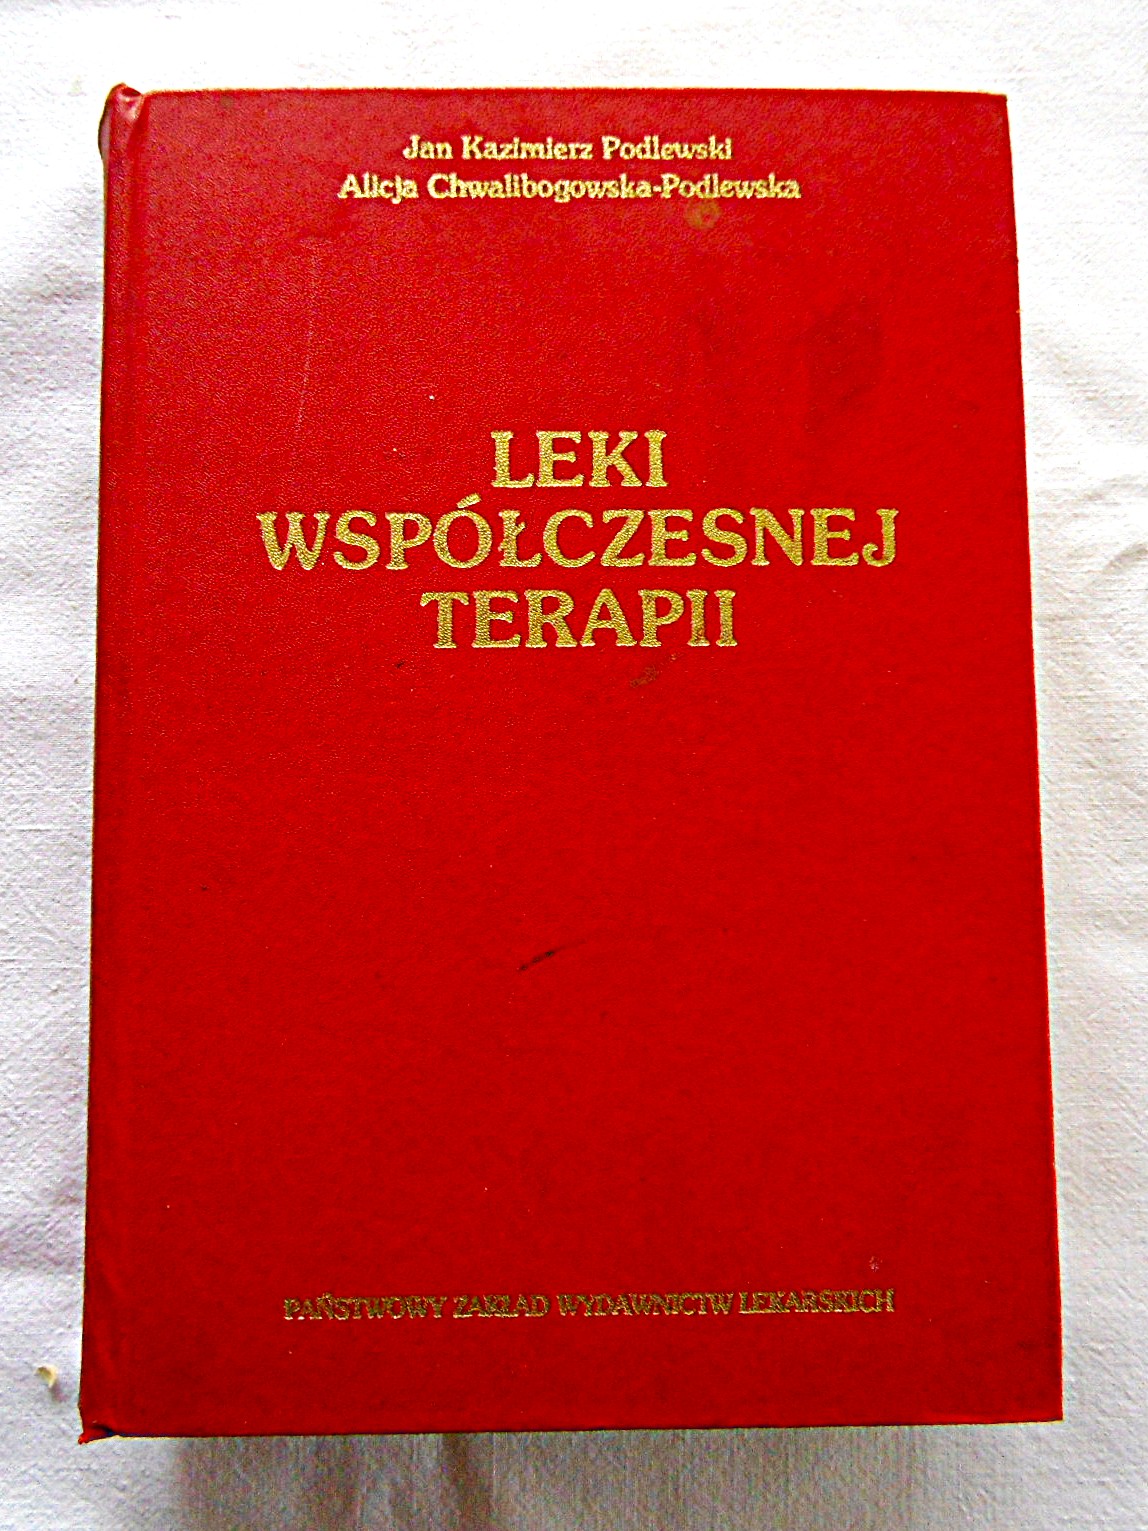 Jan Kazimierz Podlewski
Alicja Chwalibogowska-Podlewska
LEKI
WSPÓŁCZESNEJ
TERAPII
PAŃSTWOWY ZAKŁAD WYDAWNICTW LEKARSKICH